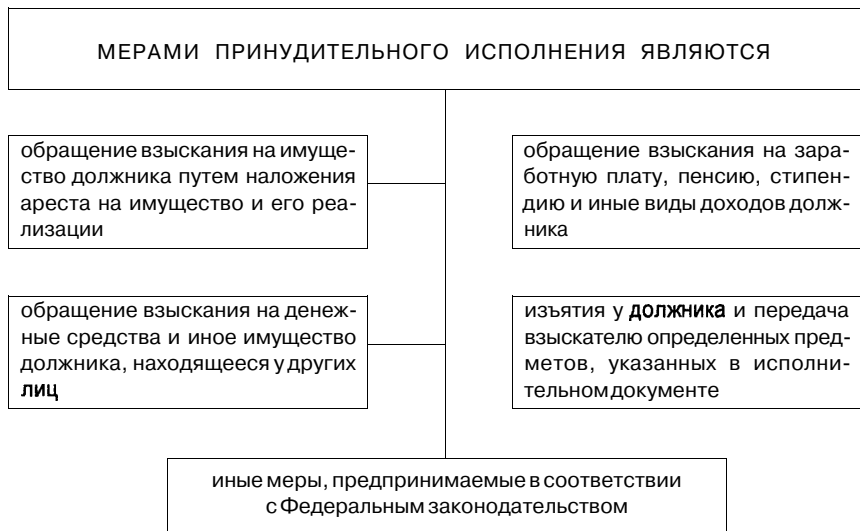 МЕРАМИ ПРИНУДИТЕЛЬНОГО ИСПОЛНЕНИЯ ЯВЛЯЮТСЯ
обращение взыскания на имуще-
ство должника путем наложения
ареста на имущество и его реа-
лизации
обращение взыскания на зара-
ботную плату, пенсию, стипен-
дию и иные виды доходов долж-
ника
обращение взыскания на денеж-
ные средства и иное имущество
должника, находящееся у других
лиц
изъятия у должника и передача
взыскателю определенных пред-
метов, указанных в исполни-
тельном документе
иные меры, предпринимаемые в соответствии
с Федеральным законодательством